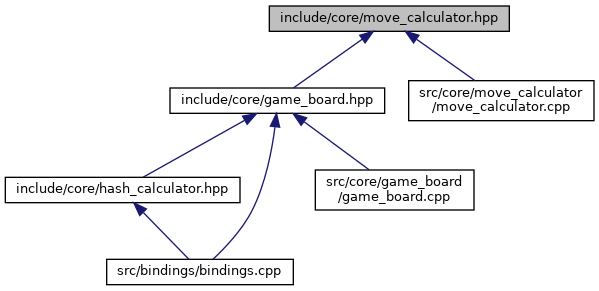 include/core/move_calculator.hpp
include/core/game_board.hpp
src/core/move_calculator
/move_calculator.cpp
include/core/hash_calculator.hpp
src/core/game_board
/game_board.cpp
src/bindings/bindings.cpp